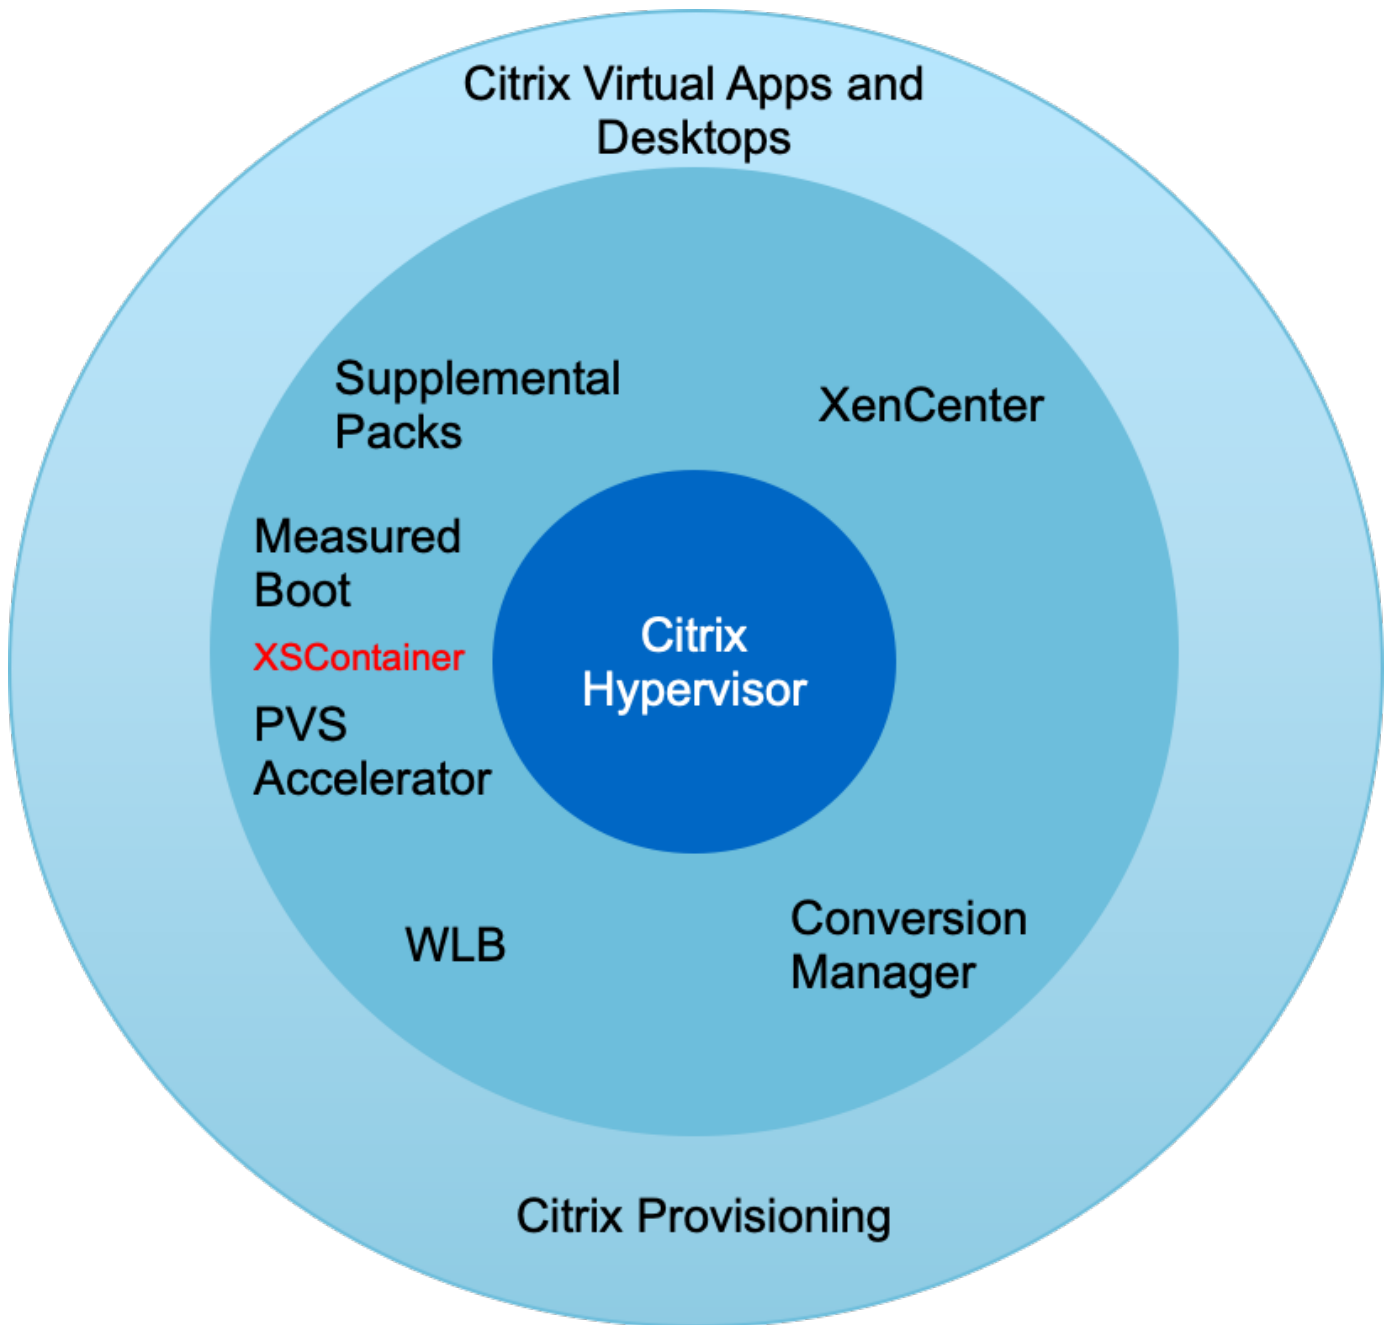 Citrix Virtual Apps and
Desktops
Supplemental
Packs
XenCenter
Measured
Boot
XSContainer
PVS
Accelerator
Citrix
Hypervisor
WLB
Conversion
Manager
Citrix Provisioning